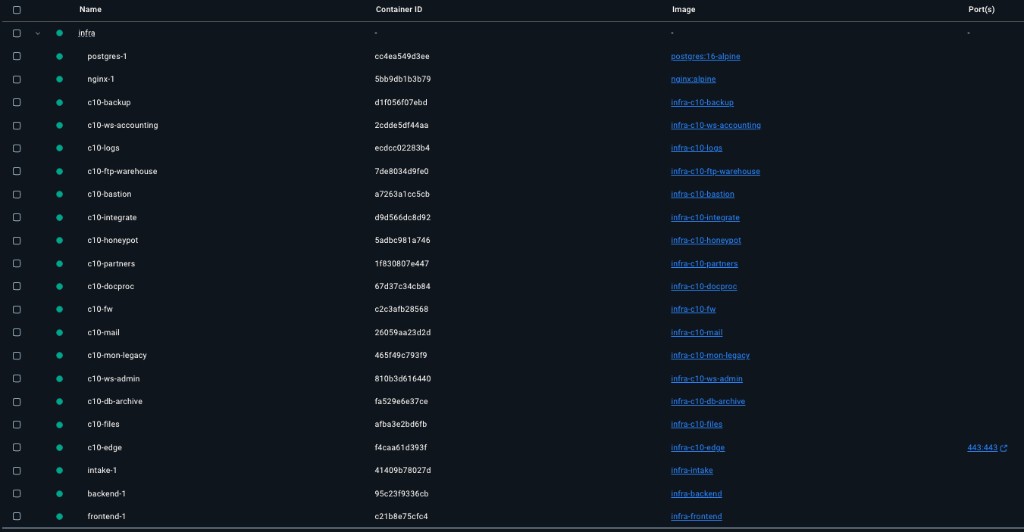 Name Container ID Image Port(s)
infra - - -
postgres-1 cc4ea549d3ee postgres:16-alpine
nginx-1 5bb9db1b3b79 nginx:alpine
c10-backup d1f056f07ebd infra-c10-backup
c10-ws-accounting 2cdde5df44aa infra-c10-ws-accounting
c10-logs ecdcc02283b4 infra-c10-logs
c10-ftp-warehouse 7de8034d9fe0 infra-c10-ftp-warehouse
c10-bastion a7263a1cc5cb infra-c10-bastion
c10-integrate d9d566dc8d92 infra-c10-integrate
c10-honeypot 5adbc981a746 infra-c10-honeypot
c10-partners 1f830807e447 infra-c10-partners
c10-docproc 67d37c34cb84 infra-c10-docproc
c10-fw c2c3afb28568 infra-c10-fw
c10-mail 26059aa23d2d infra-c10-mail
c10-mon-legacy 465f49c793f9 infra-c10-mon-legacy
c10-ws-admin 810b3d616440 infra-c10-ws-admin
c10-db-archive fa529e6e37ce infra-c10-db-archive
c10-files afba3e2bd6fb infra-c10-files
c10-edge f4caa61d393f infra-c10-edge 443:443
intake-1 41409b78027d infra-intake
backend-1 95c23f9336cb infra-backend
frontend-1 c21b8e75cfc4 infra-frontend